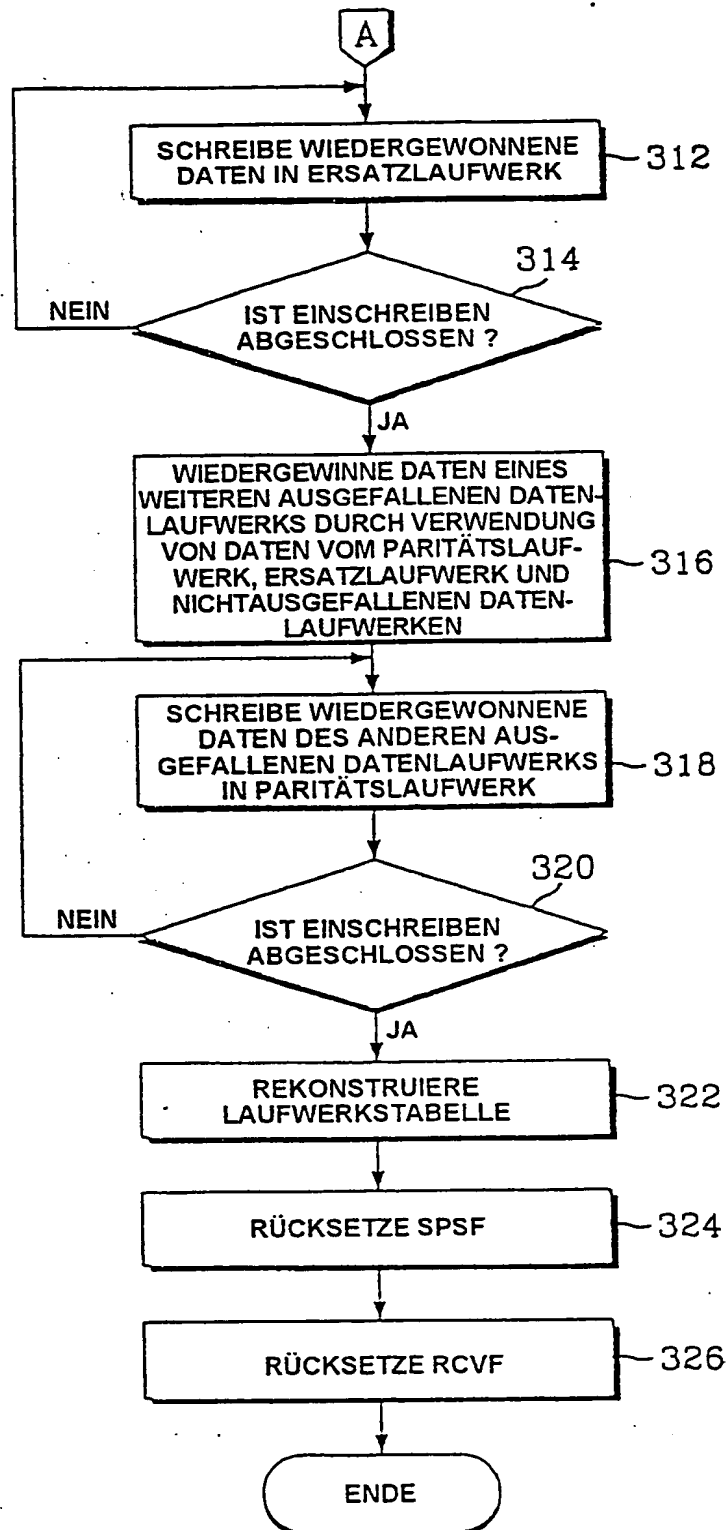 A
SCHREIBE WIEDERGEWONNENE
DATEN IN ERSATZLAUFWERK
312
314
NEIN
IST EINSCHREIBEN
ABGESCHLOSSEN ?
JA
WIEDERGEWINNE DATEN EINES
WEITEREN AUSGEFALLENEN DATEN-
LAUFWERKS DURCH VERWENDUNG
VON DATEN VOM PARITÄTSLAUF-
WERK, ERSATZLAUFWERK UND
NICHTAUSGEFALLENEN DATEN-
LAUFWERKEN
316
SCHREIBE WIEDERGEWONNENE
DATEN DES ANDEREN AUS-
GEFALLENEN DATENLAUFWERKS
IN PARITÄTSLAUFWERK
318
320
NEIN
IST EINSCHREIBEN
ABGESCHLOSSEN ?
JA
REKONSTRUIERE
LAUFWERKSTABELLE
322
RÜCKSETZE SPSF
324
RÜCKSETZE RCVF
326
ENDE